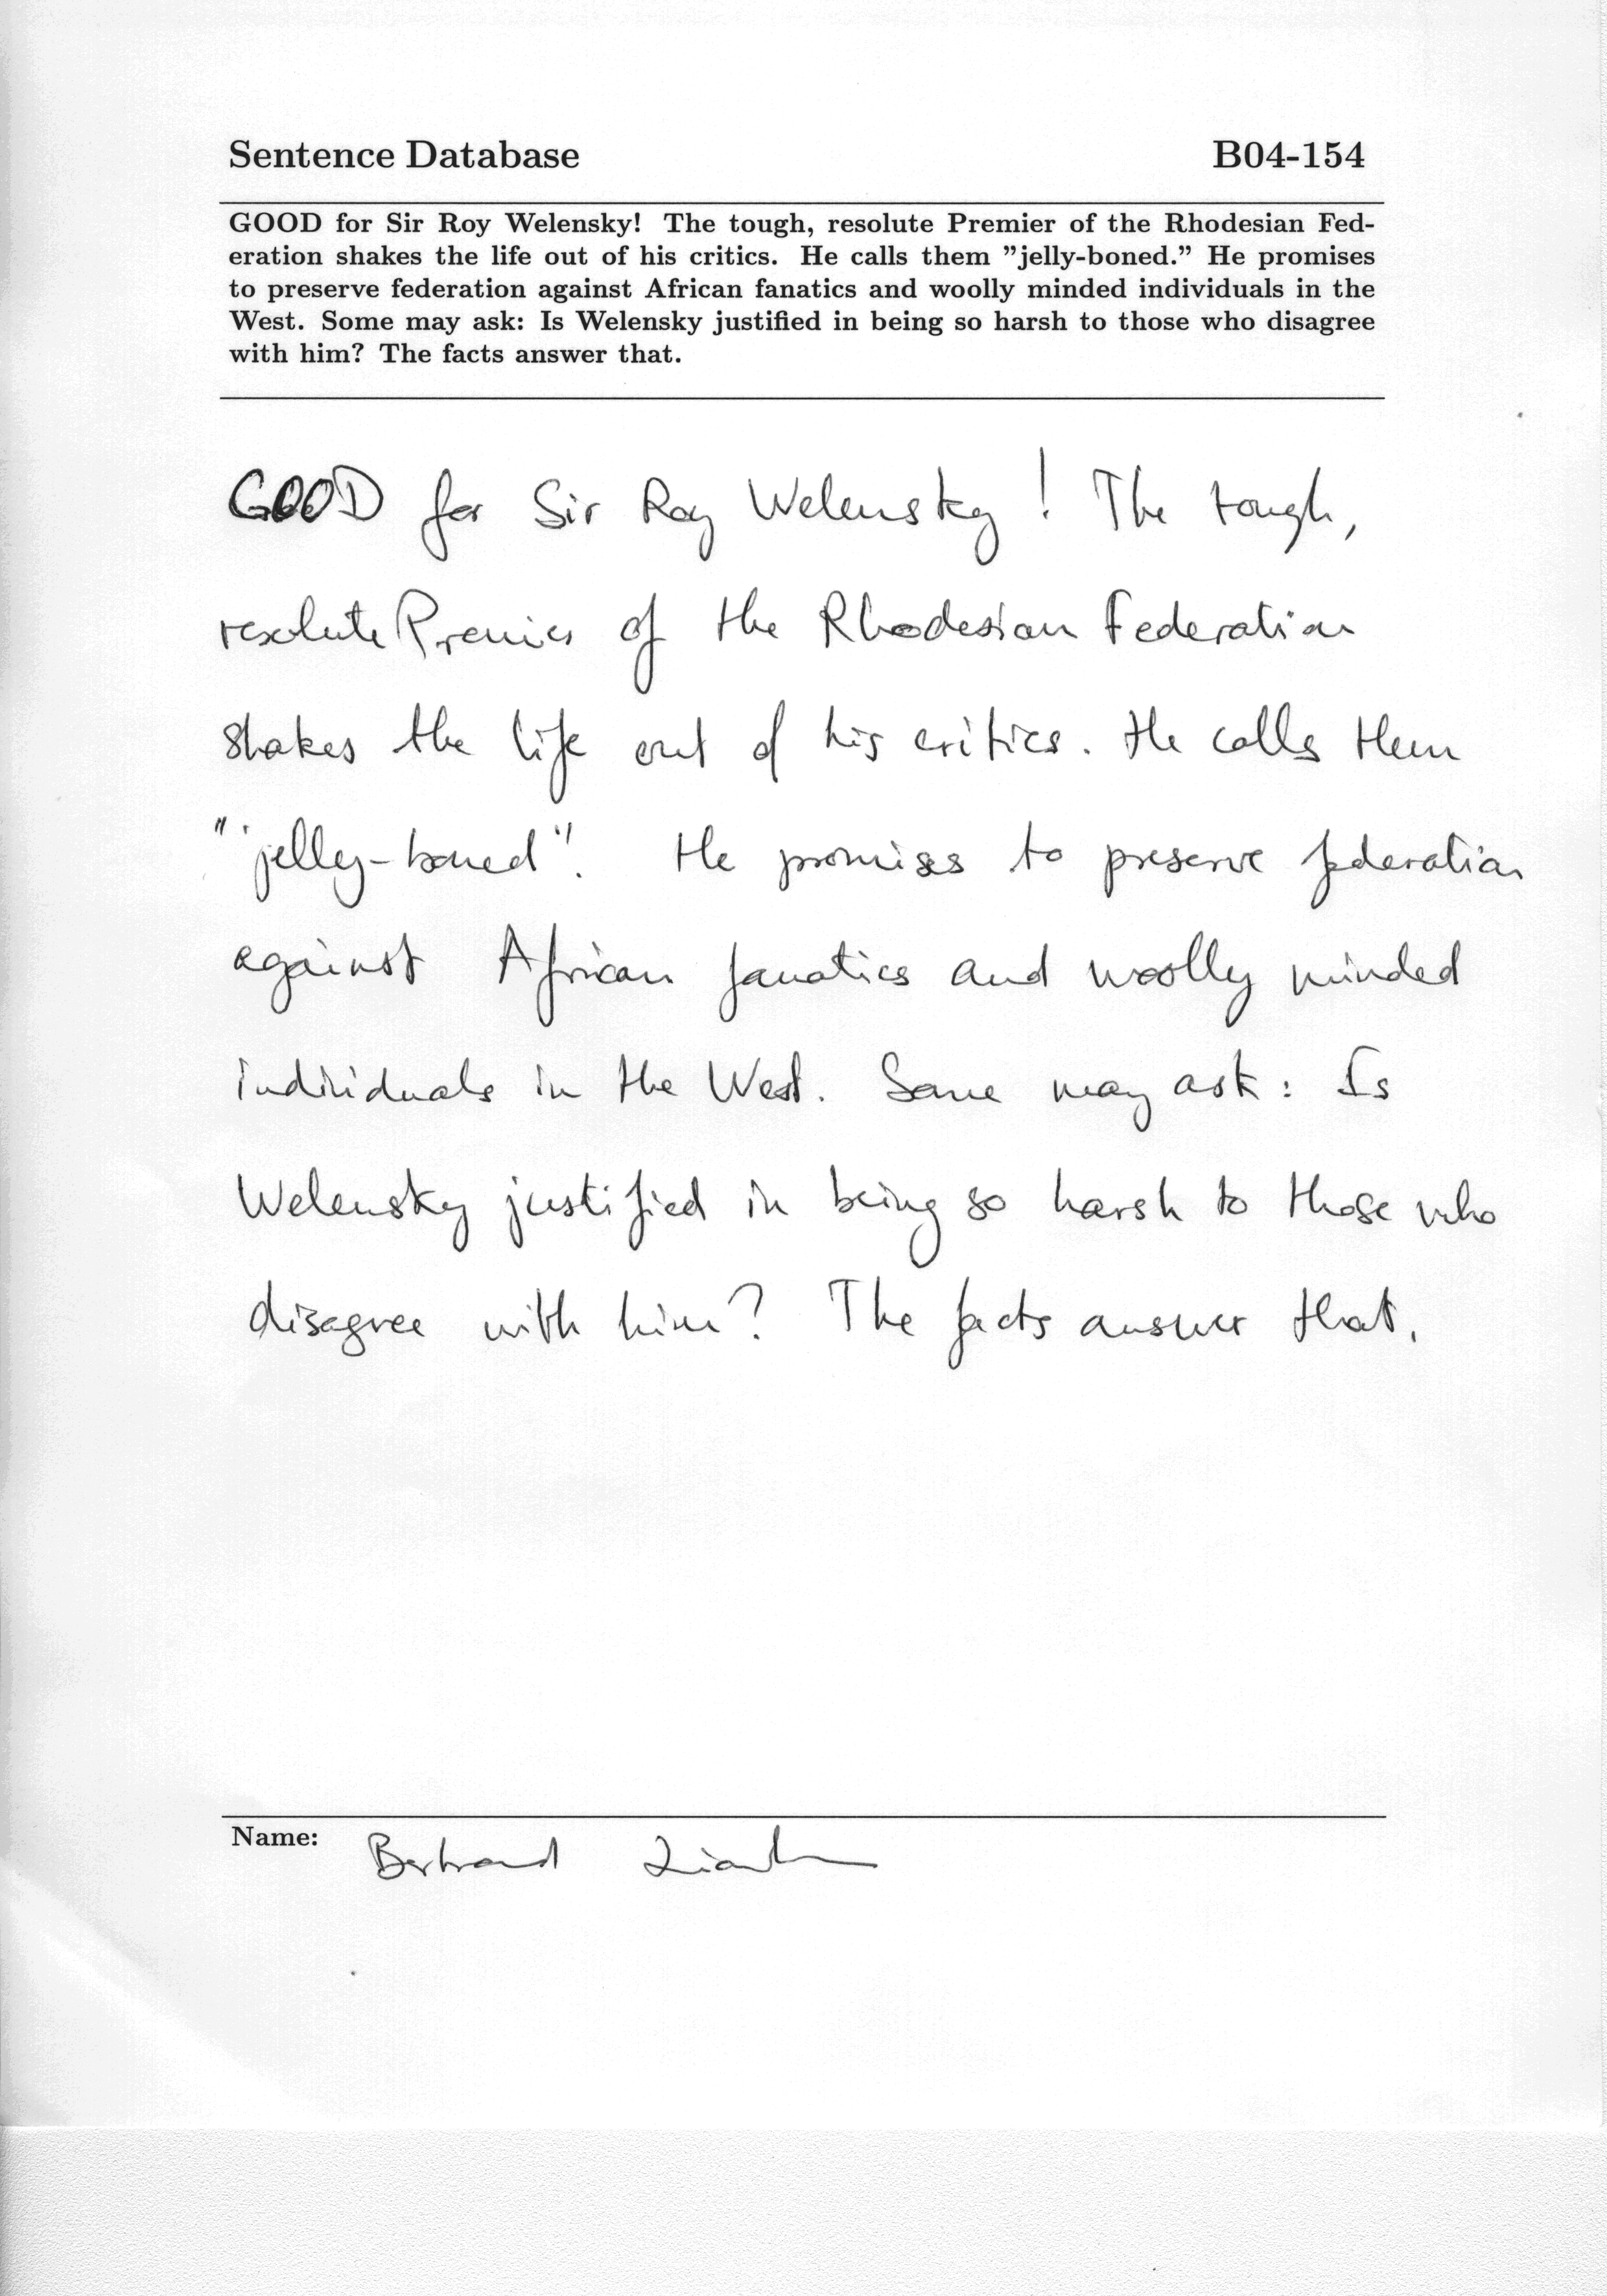 Sentence Database B04-154
GOOD for Sir Roy Welensky! The tough, resolute Premier of the Rhodesian Fed-
eration shakes the life out of his critics. He calls them ”jelly-boned.” He promises
to preserve federation against African fanatics and woolly minded individuals in the
West. Some may ask: Is Welensky justified in being so harsh to those who disagree
with him? The facts answer that.
GOOD for Sir Roy Welensky! The tough,
resolute Premier of the Rhodesian Federation
shakes the life out of his critics. He calls them
"jelly-boned". He promises to preserve federation
against African fanatics and woolly minded
individuals in the West. Some may ask: Is
Welensky justified in being so harsh to those who
disagree with him? The facts answer that.
Name: Bertrand